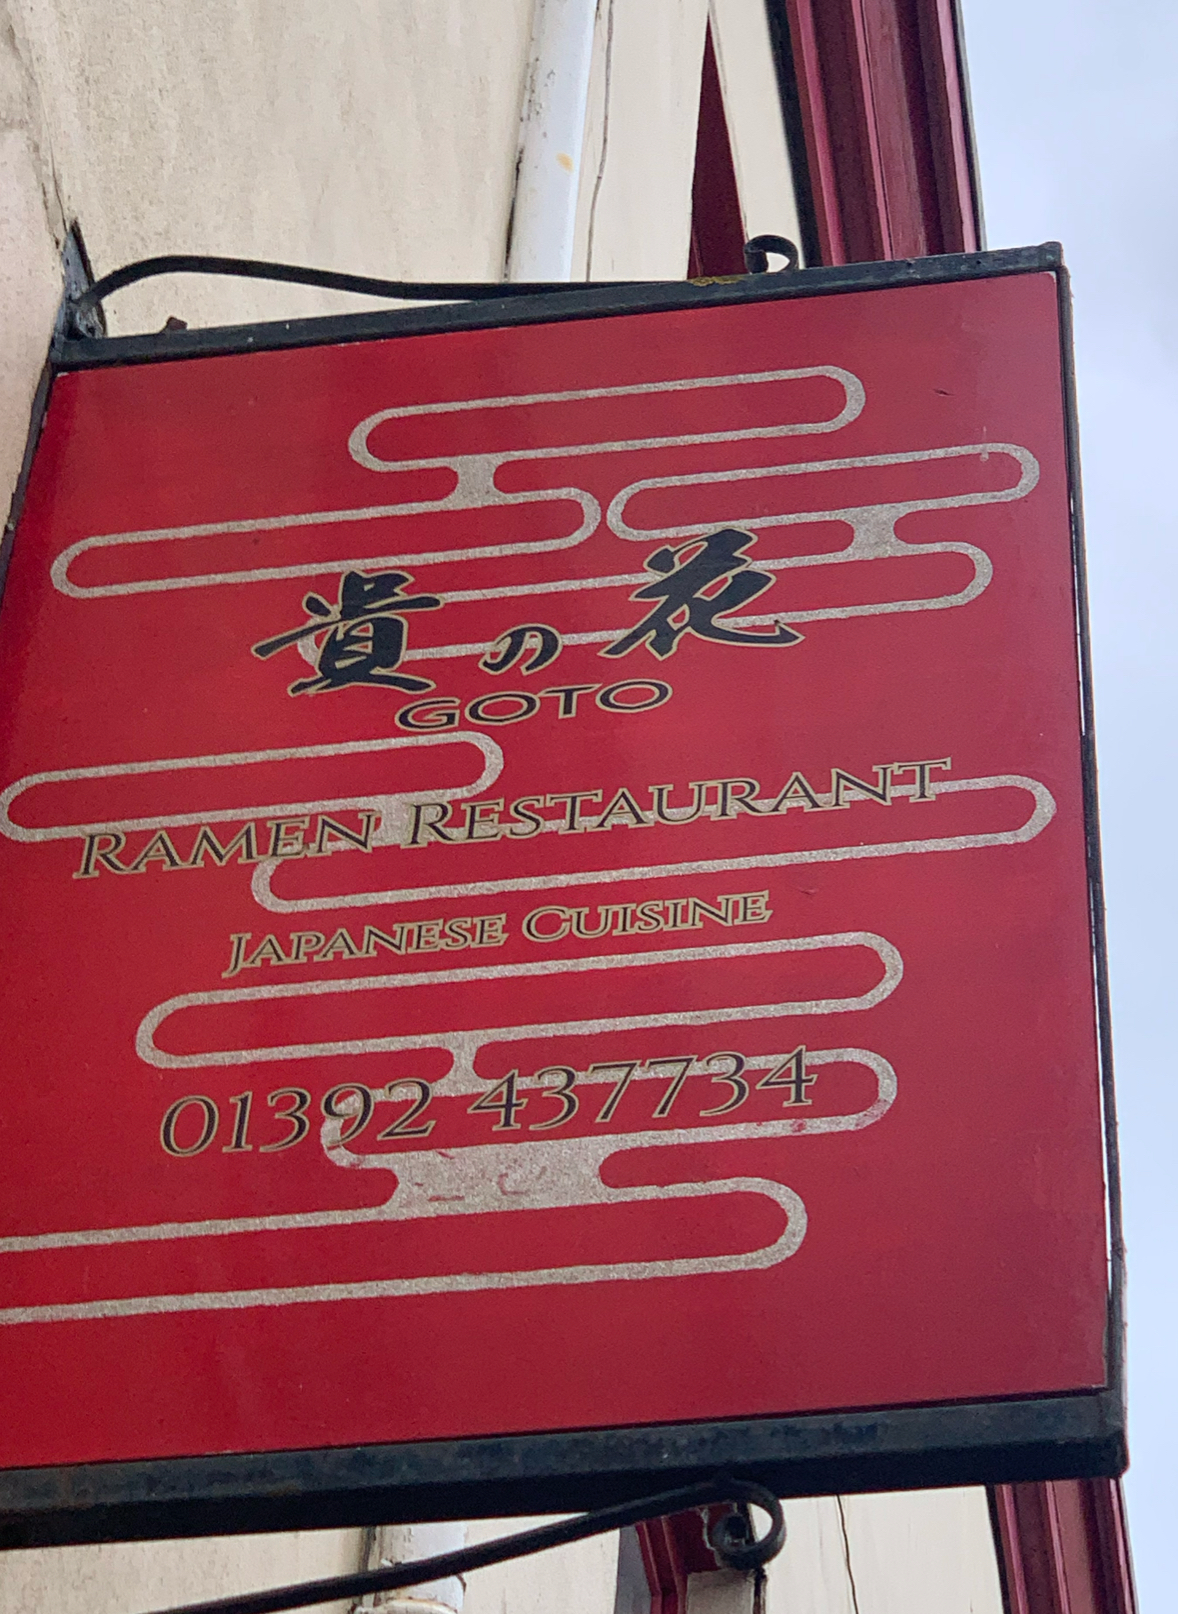 貴の花
GOTO
RAMEN RESTAURANT
JAPANESE CUISINE
01392 437734